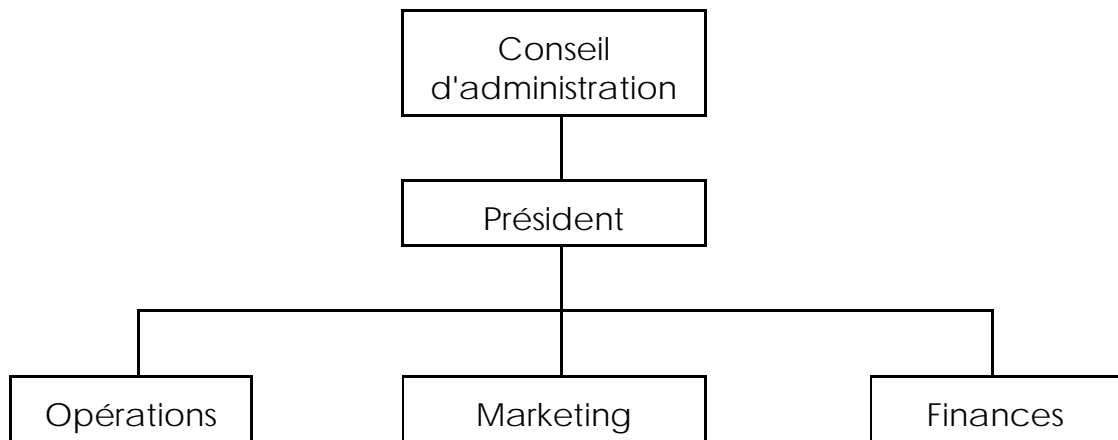 Conseil
d'administration
Président
Opérations
Marketing
Finances